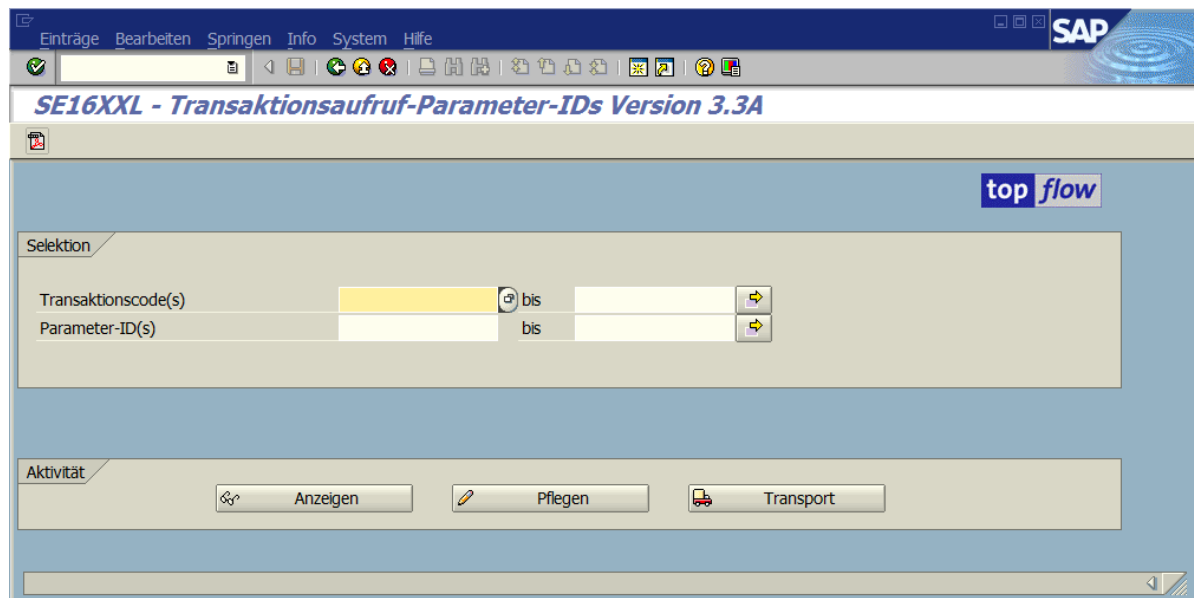 Einträge Bearbeiten Springen Info System Hilfe
SAP
SE16XXL - Transaktionsaufruf-Parameter-IDs Version 3.3A
top flow
Selektion
Transaktionscode(s) bis
Parameter-ID(s) bis
Aktivität
Anzeigen Pflegen Transport